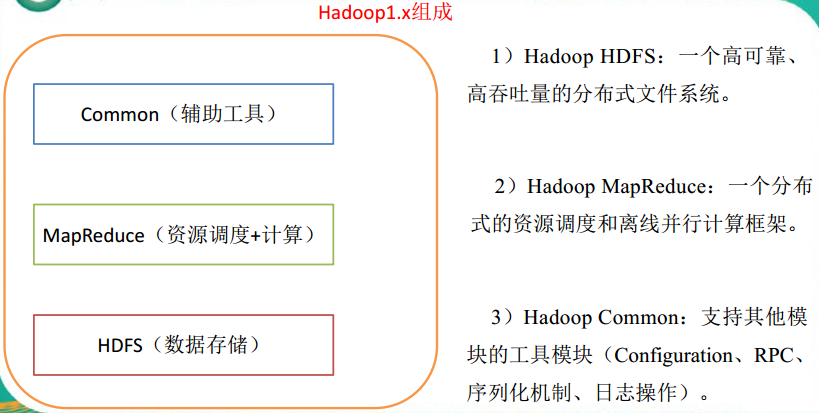 Hadoop1.x组成
Common（辅助工具）
MapReduce（资源调度+计算）
HDFS（数据存储）
1）Hadoop HDFS：一个高可靠、
高吞吐量的分布式文件系统。
2）Hadoop MapReduce：一个分布
式的资源调度和离线并行计算框架。
3）Hadoop Common：支持其他模
块的工具模块（Configuration、RPC、
序列化机制、日志操作）。